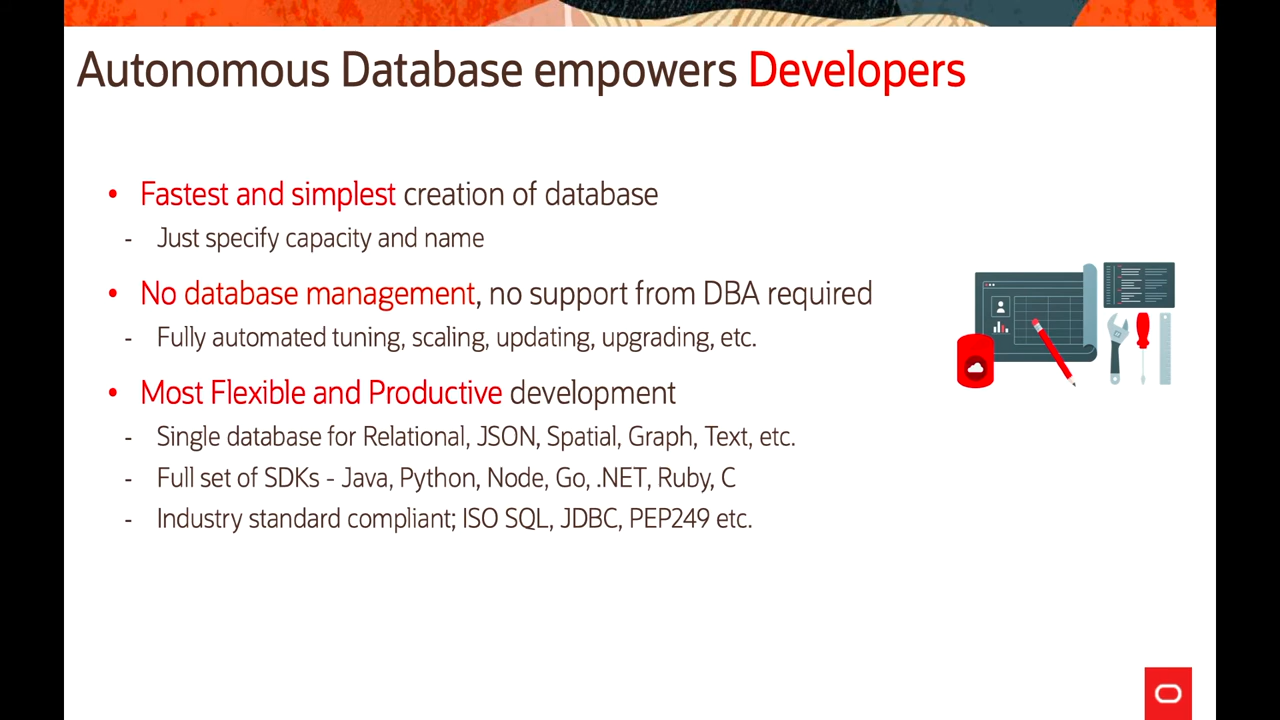 Autonomous Database empowers Developers
• Fastest and simplest creation of database
- Just specify capacity and name
• No database management, no support from DBA required
- Fully automated tuning, scaling, updating, upgrading, etc.
• Most Flexible and Productive development
- Single database for Relational, JSON, Spatial, Graph, Text, etc.
- Full set of SDKs - Java, Python, Node, Go, .NET, Ruby, C
- Industry standard compliant; ISO SQL, JDBC, PEP249 etc.